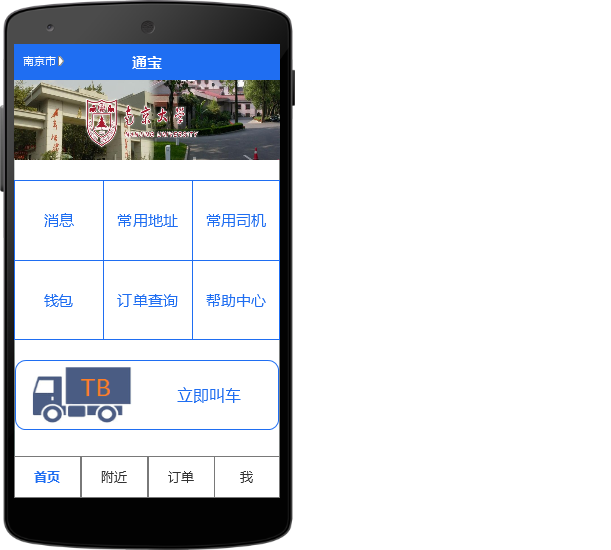 南京市
通宝
南京大学
NANJING UNIVERSITY
消息
常用地址
常用司机
钱包
订单查询
帮助中心
TB
立即叫车
首页
附近
订单
我